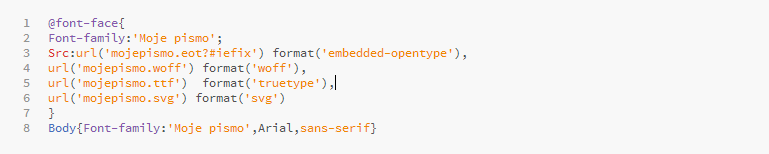 1 @font-face{
2 Font-family:'Moje pismo';
3 Src:url('mojepismo.eot?#iefix') format('embedded-opentype'),
4 url('mojepismo.woff') format('woff'),
5 url('mojepismo.ttf')  format('truetype'),
6 url('mojepismo.svg') format('svg')
7 }
8 Body{Font-family:'Moje pismo',Arial,sans-serif}